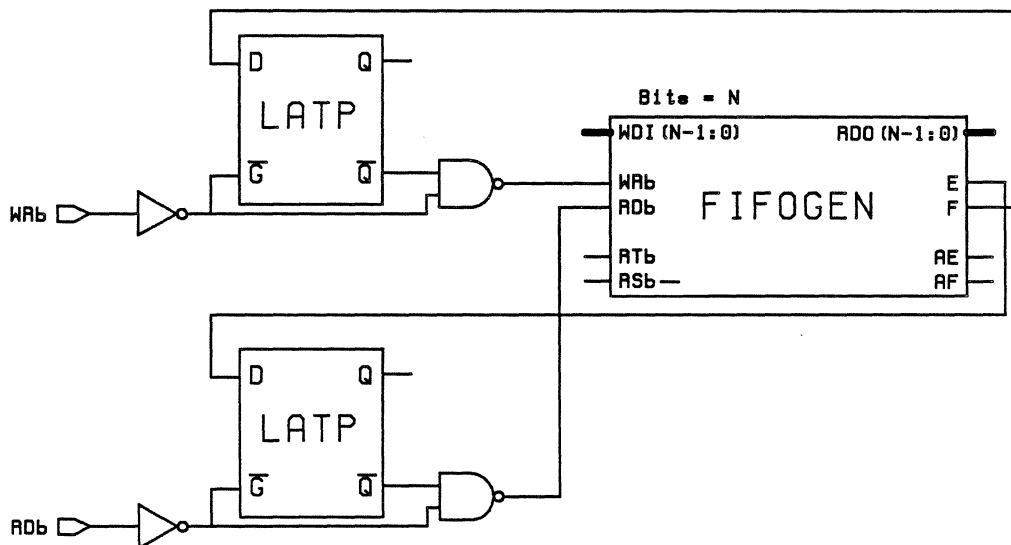 D Q
LATP
G Q
WRb
Bits = N
WDI (N-1:0) RDO (N-1:0)
WRb E
FIFOGEN
RDb F
RTb AE
RSb AF
D Q
LATP
G Q
RDb